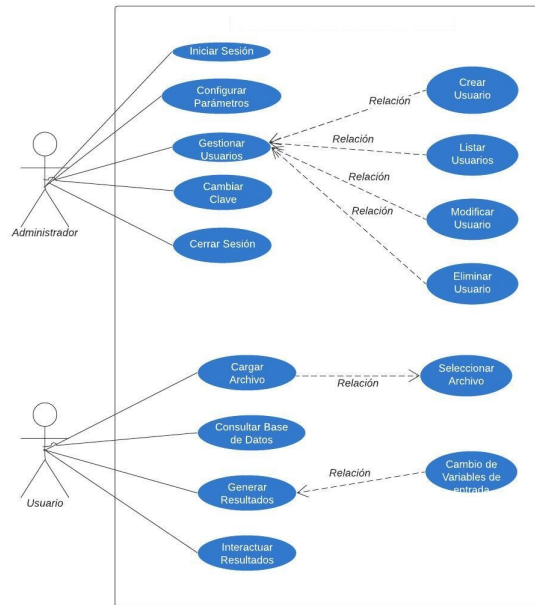 Iniciar Sesión
Configurar
Parámetros
Crear
Usuario
Relación
Gestionar
Usuarios
Relación
Listar
Usuarios
Relación
Cambiar
Clave
Relación
Modificar
Usuario
Administrador
Cerrar Sesión
Eliminar
Usuario
Cargar
Archivo
Relación
Seleccionar
Archivo
Consultar Base
de Datos
Usuario
Generar
Resultados
Relación
Cambio de
Variables de
entrada
Interactuar
Resultados